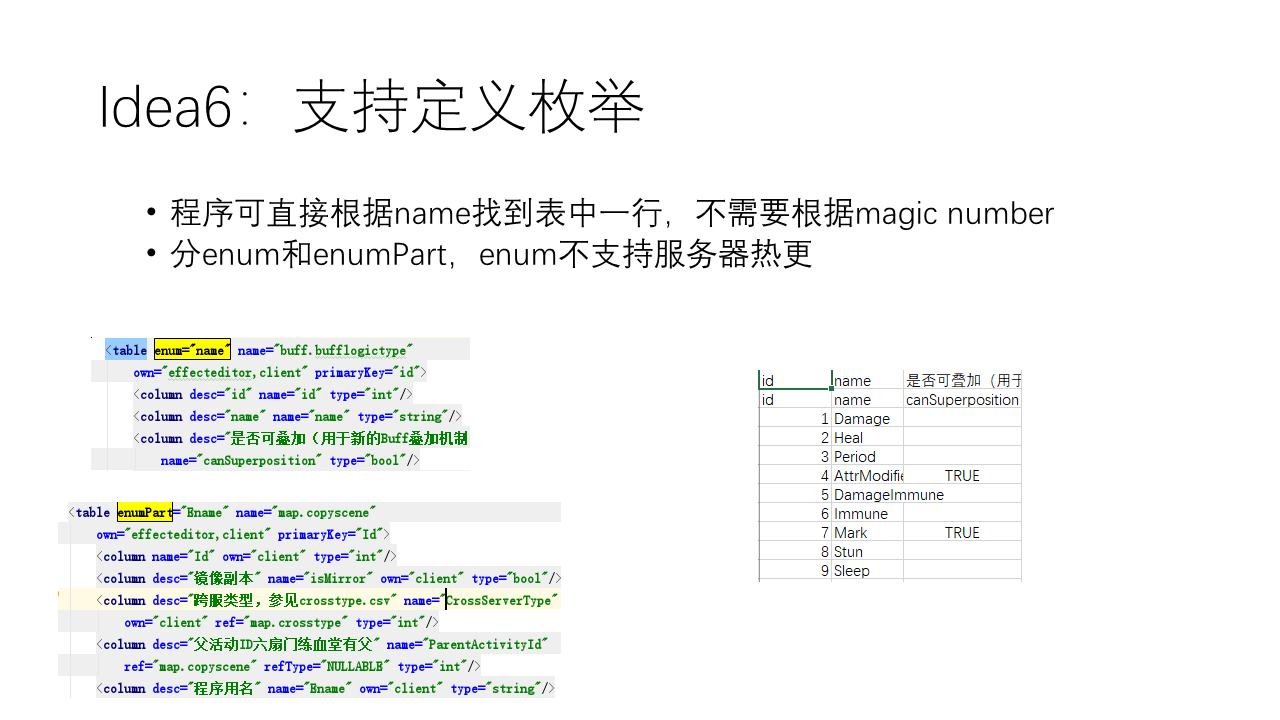 Idea6：支持定义枚举
• 程序可直接根据name找到表中一行，不需要根据magic number
• 分enum和enumPart，enum不支持服务器热更
<table enum="name" name="buff.bufflogictype"
own="effecteditor,client" primaryKey="id">
<column desc="id" name="id" type="int"/>
<column desc="name" name="name" type="string"/>
<column desc="是否可叠加（用于新的Buff叠加机制
name="canSuperposition" type="bool"/>
<table enumPart="Ename" name="map.copyscene"
own="effecteditor,client" primaryKey="Id">
<column name="Id" own="client" type="int"/>
<column desc="镜像副本" name="isMirror" own="client" type="bool"/>
<column desc="跨服类型，参见crosstype.csv" name="CrossServerType"
own="client" ref="map.crosstype" type="int"/>
<column desc="父活动ID六扇门练血堂有父" name="ParentActivityId"
ref="map.copyscene" refType="NULLABLE" type="int"/>
<column desc="程序用名" name="Ename" own="client" type="string"/>
id name 是否可叠加（用于
id name canSuperposition
1 Damage
2 Heal
3 Period
4 AttrModifie TRUE
5 DamageImmune
6 Immune
7 Mark TRUE
8 Stun
9 Sleep